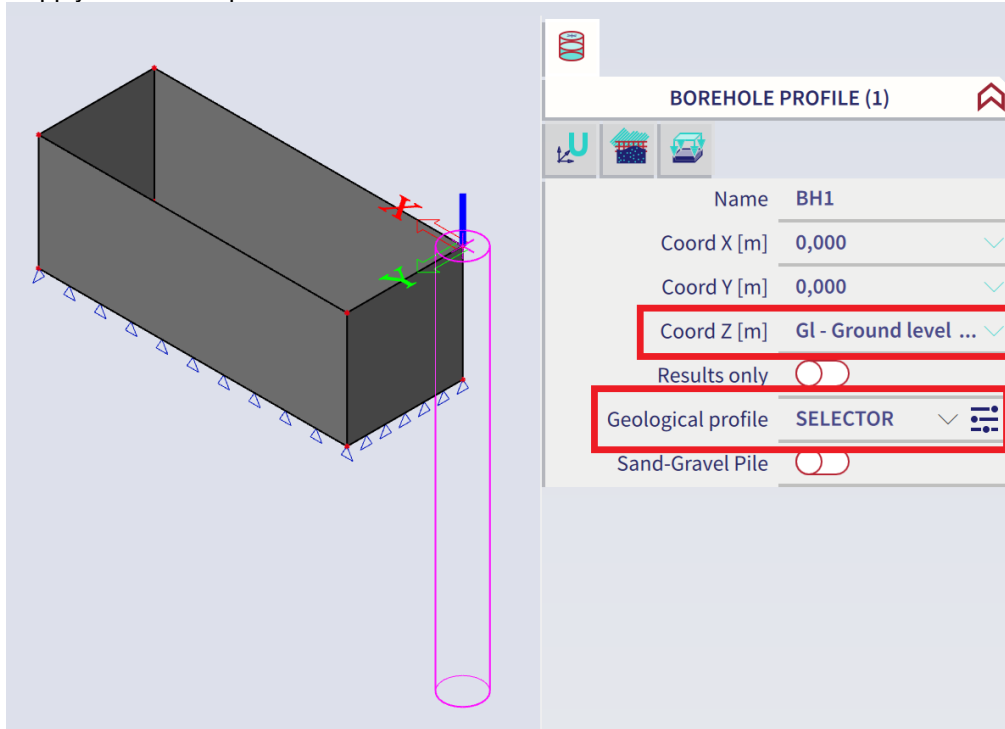 BOREHOLE PROFILE (1)
Name BH1
Coord X [m] 0,000
Coord Y [m] 0,000
Coord Z [m] Gl - Ground level ...
Results only
Geological profile SELECTOR
Sand-Gravel Pile
X
Y
U